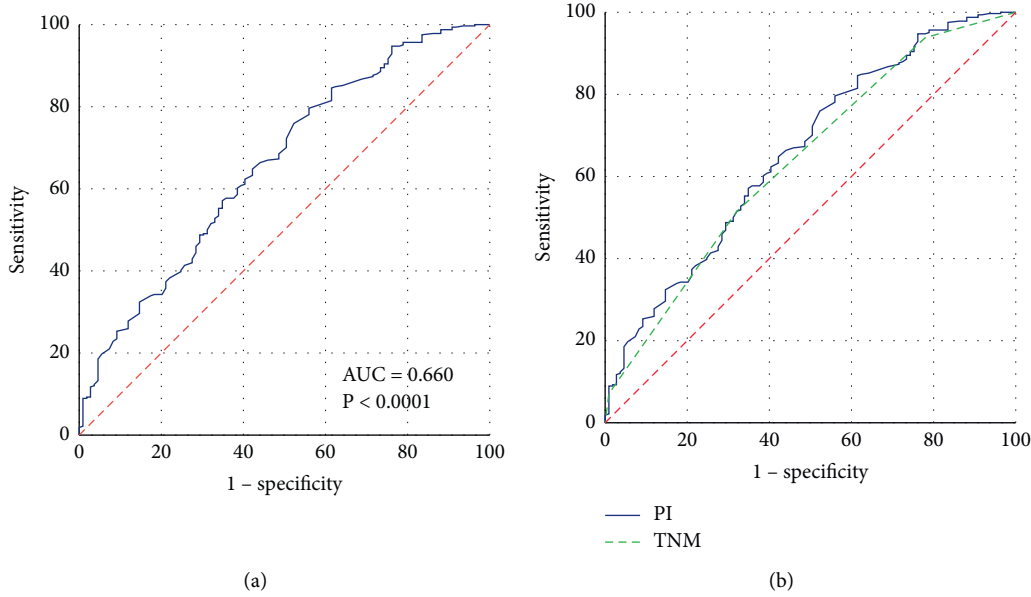 100
80
60
40
20
0
Sensitivity
AUC = 0.660
P < 0.0001
0 20 40 60 80 100
1 – specificity
(a)
100
80
60
40
20
0
Sensitivity
0 20 40 60 80 100
1 – specificity
PI
TNM
(b)